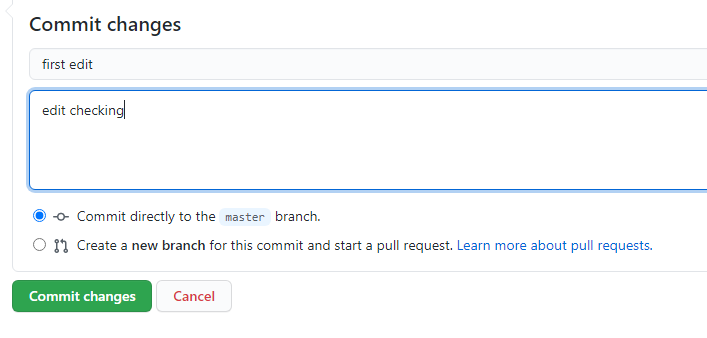 Commit changes
first edit
edit checking
Commit directly to the master branch.
Create a new branch for this commit and start a pull request. Learn more about pull requests.
Commit changes
Cancel